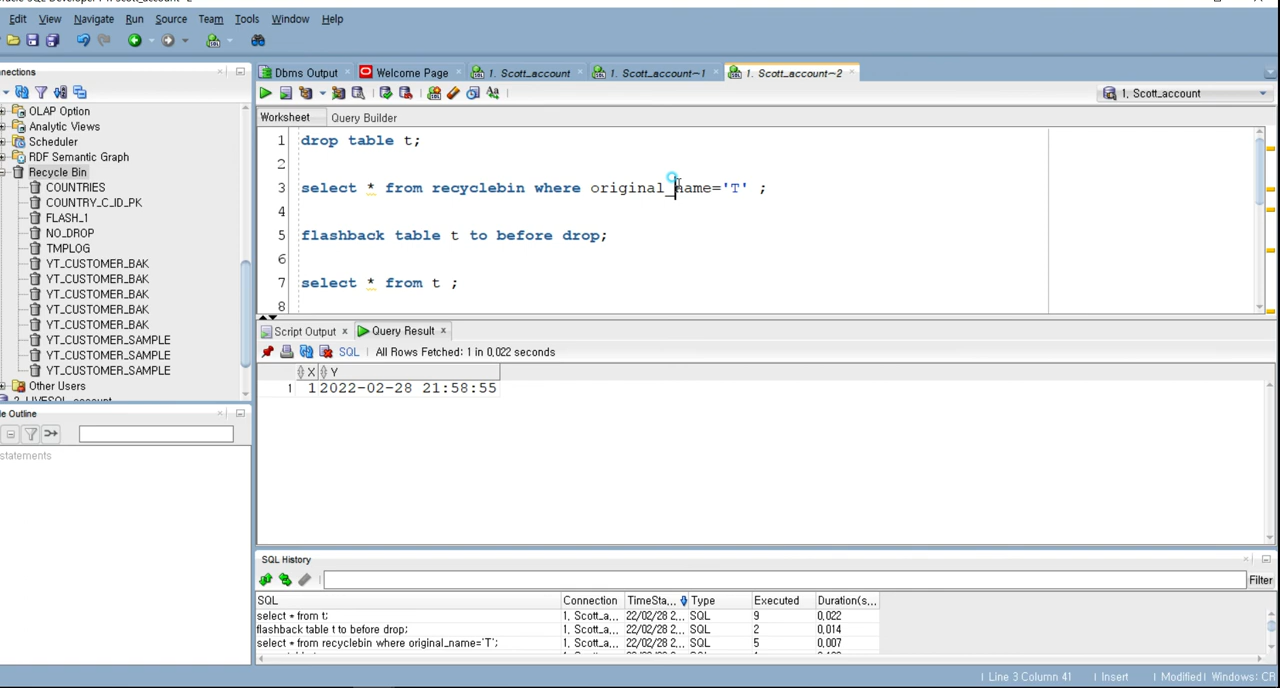 Edit View Navigate Run Source Team Tools Window Help
Dbms Output Welcome Page 1. Scott_account 1. Scott_account~1 1. Scott_account~2
1. Scott_account
Worksheet Query Builder
1 drop table t;
2
3 select * from recyclebin where original_name='T' ;
4
5 flashback table t to before drop;
6
7 select * from t ;
8
OLAP Option
Analytic Views
Scheduler
RDF Semantic Graph
Recycle Bin
COUNTRIES
COUNTRY_C_ID_PK
FLASH_1
NO_DROP
TMPLOG
YT_CUSTOMER_BAK
YT_CUSTOMER_BAK
YT_CUSTOMER_BAK
YT_CUSTOMER_BAK
YT_CUSTOMER_BAK
YT_CUSTOMER_SAMPLE
YT_CUSTOMER_SAMPLE
YT_CUSTOMER_SAMPLE
Other Users
Outline
statements
Script Output Query Result
SQL | All Rows Fetched: 1 in 0,022 seconds
X Y
1 1 2022-02-28 21:58:55
SQL History
Filter
SQL Connection TimeSta... Type Executed Duration(s...
select * from t; 1, Scott_a... 22/02/28 2... SQL 9 0,022
flashback table t to before drop; 1, Scott_a... 22/02/28 2... SQL 2 0,014
select * from recyclebin where original_name='T'; 1, Scott_a... 22/02/28 2... SQL 5 0,007
Line 3 Column 41 | Insert | Modified | Windows: CR